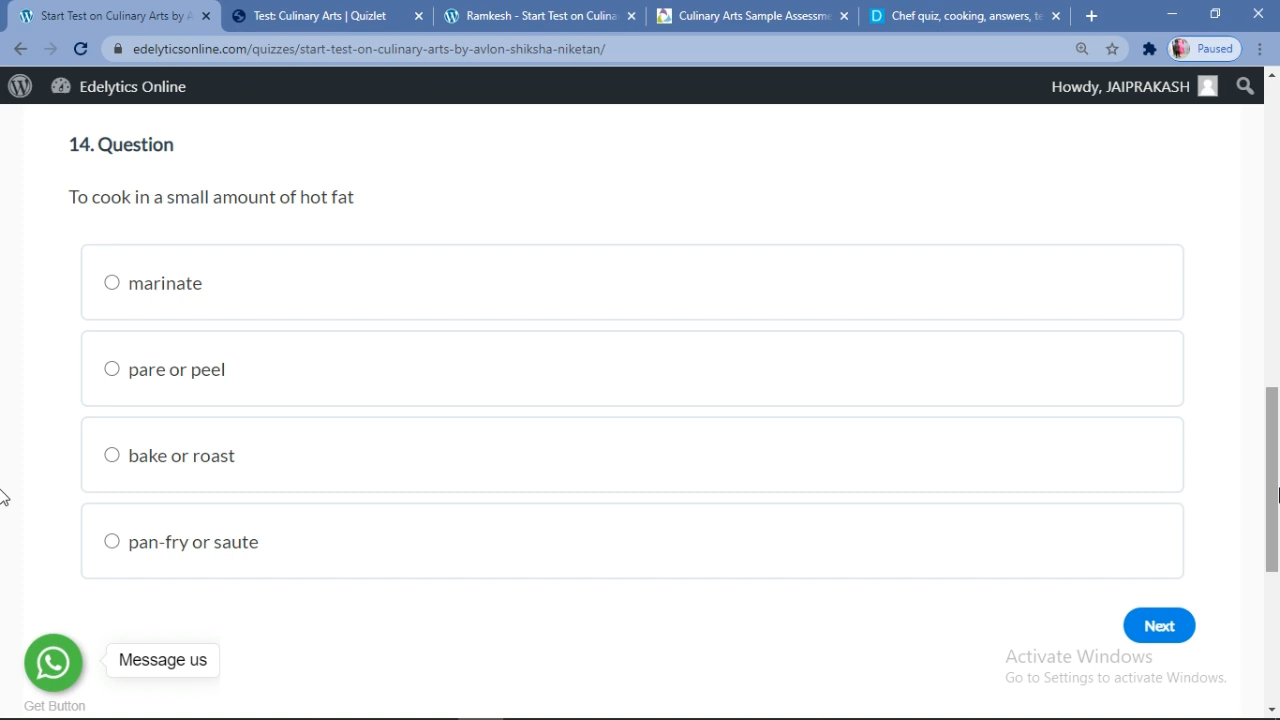 Start Test on Culinary Arts by A
Test: Culinary Arts | Quizlet
Ramkesh - Start Test on Culina
Culinary Arts Sample Assessme
Chef quiz, cooking, answers, te
edelyticsonline.com/quizzes/start-test-on-culinary-arts-by-avlon-shiksha-niketan/
Paused
Edelytics Online
Howdy, JAIPRAKASH
14. Question
To cook in a small amount of hot fat
marinate
pare or peel
bake or roast
pan-fry or saute
Next
Message us
Get Button
Activate Windows
Go to Settings to activate Windows.